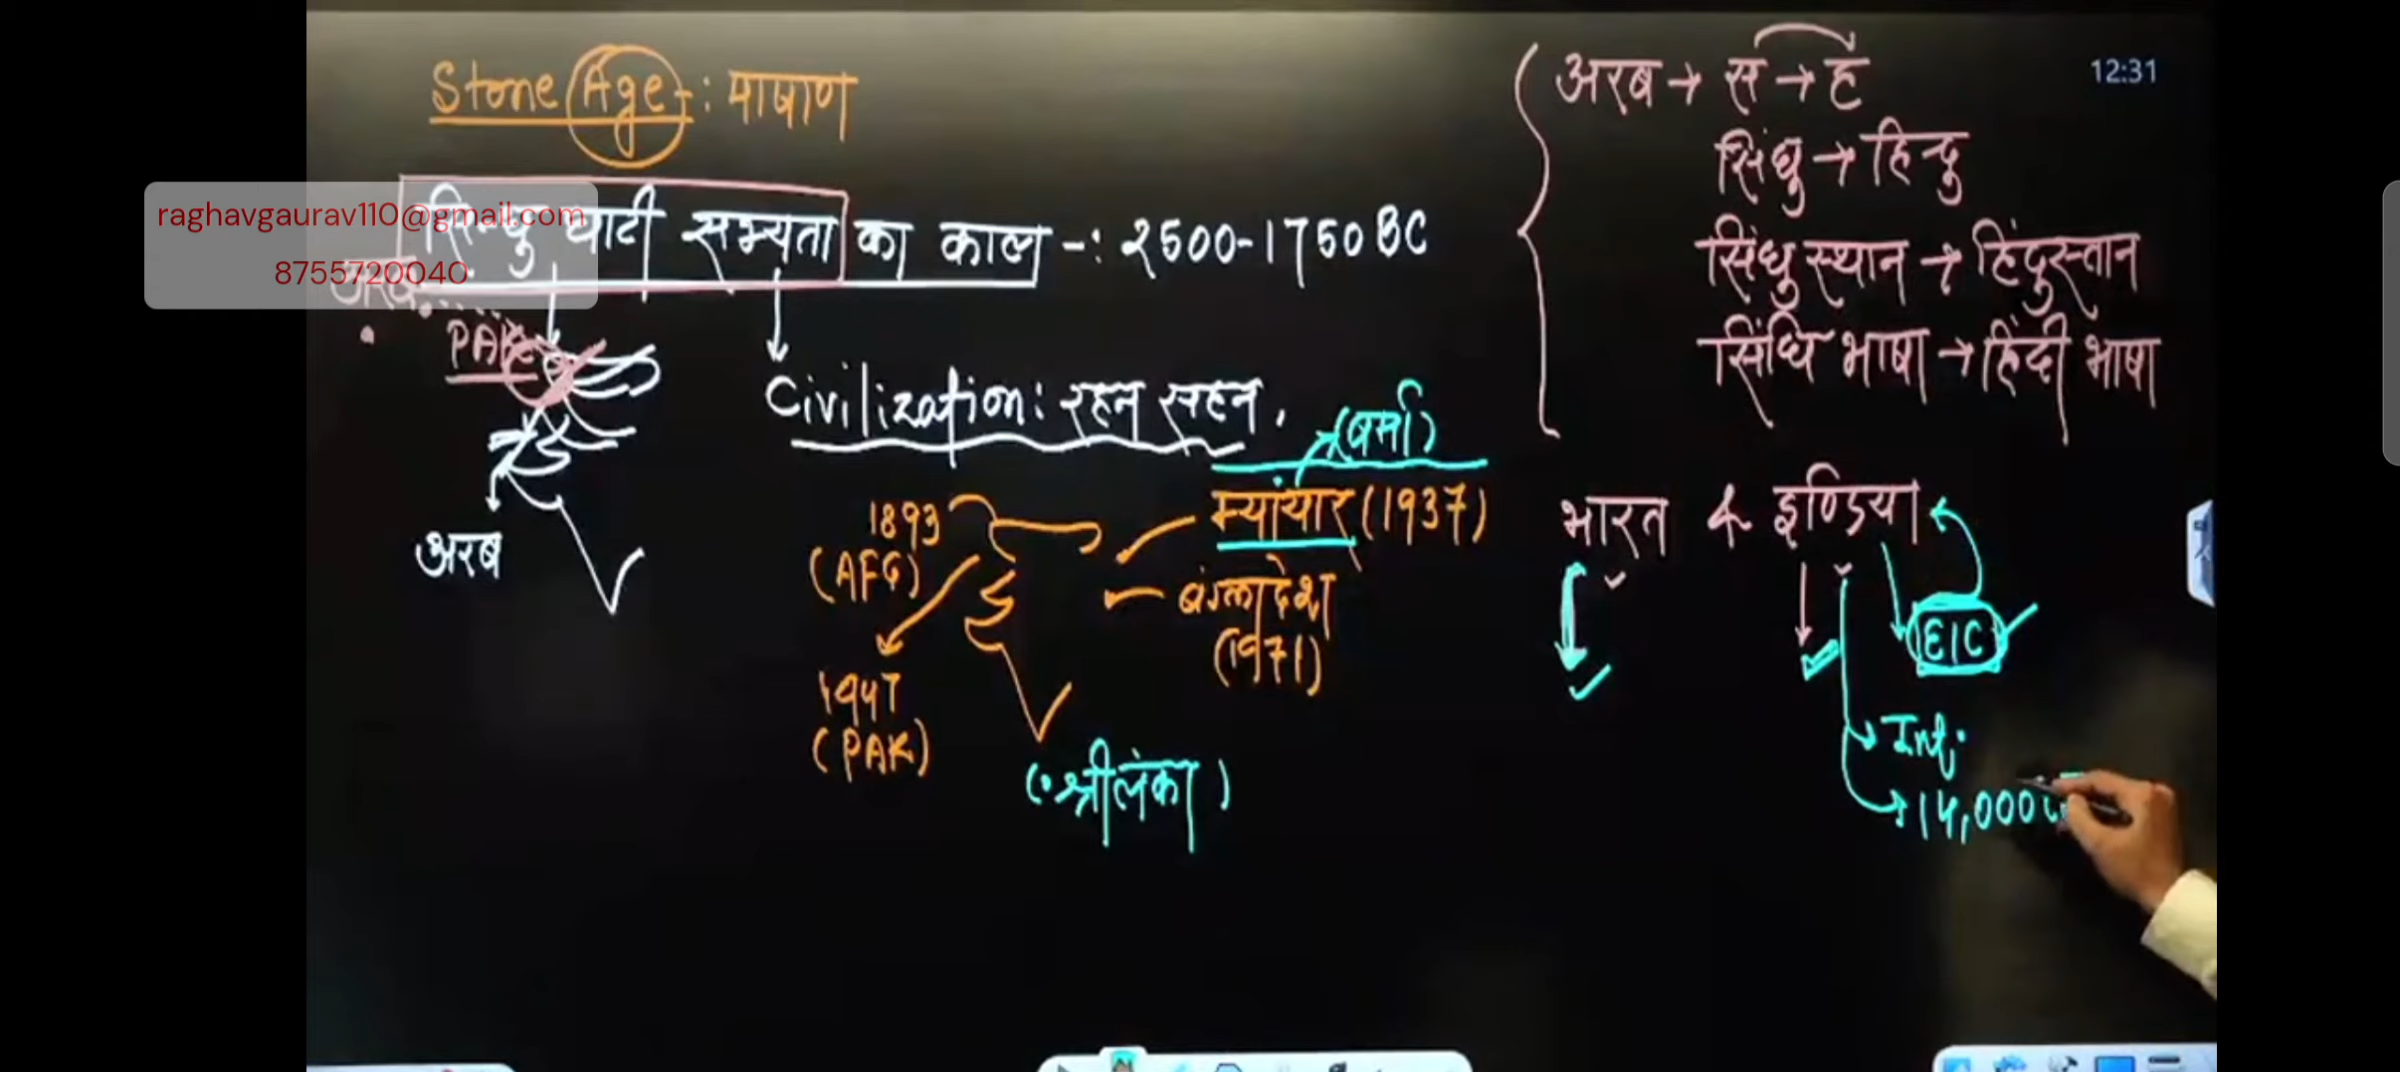 Stone Age : पाषाण
सिन्धु घाटी सभ्यता का काल -: 2500-1750 BC
raghavgaurav110@gmail.com
8755720040
PAK
अरब
Civilization : रहन सहन.
(बर्मा)
म्यांयार (1937)
1893
(AFG)
बंग्लादेश
(1971)
1947
(PAK)
(श्रीलंका)
12:31
अरब → स → ह
सिंधु → हिन्दु
सिंधु स्थान → हिंदुस्तान
सिंधि भाषा → हिंदी भाषा
भारत & इण्डिया
EIC
Int.
14,000